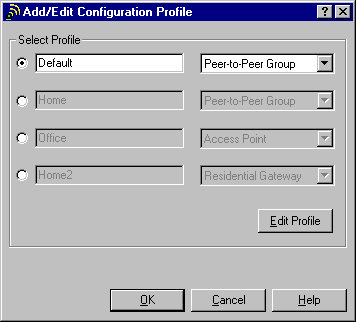 Add/Edit Configuration Profile
Select Profile
Default Peer-to-Peer Group
Home Peer-to-Peer Group
Office Access Point
Home2 Residential Gateway
Edit Profile
OK Cancel Help